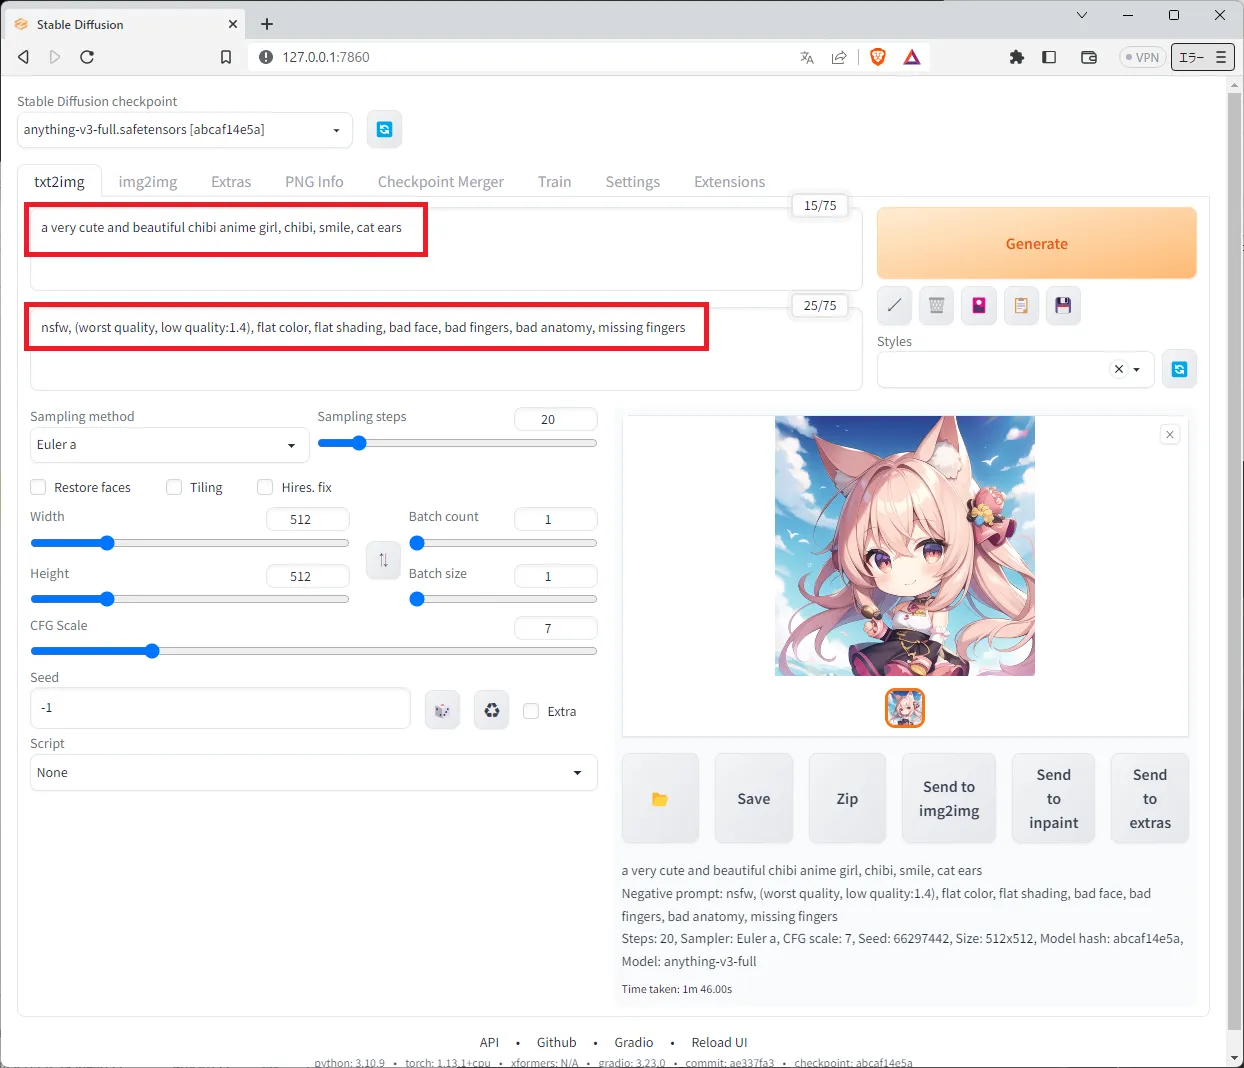 Stable Diffusion
127.0.0.1:7860
VPN
エラー
Stable Diffusion checkpoint
anything-v3-full.safetensors [abcaf14e5a]
txt2img img2img Extras PNG Info Checkpoint Merger Train Settings Extensions
15/75
a very cute and beautiful chibi anime girl, chibi, smile, cat ears
Generate
25/75
nsfw, (worst quality, low quality:1.4), flat color, flat shading, bad face, bad fingers, bad anatomy, missing fingers
Styles
Sampling method
Euler a
Sampling steps
20
Restore faces
Tiling
Hires. fix
Width
512
Batch count
1
Height
512
Batch size
1
CFG Scale
7
Seed
-1
Extra
Script
None
Save
Zip
Send to
img2img
Send
to
inpaint
Send
to
extras
a very cute and beautiful chibi anime girl, chibi, smile, cat ears
Negative prompt: nsfw, (worst quality, low quality:1.4), flat color, flat shading, bad face, bad
fingers, bad anatomy, missing fingers
Steps: 20, Sampler: Euler a, CFG scale: 7, Seed: 66297442, Size: 512x512, Model hash: abcaf14e5a,
Model: anything-v3-full
Time taken: 1m 46.00s
API • Github • Gradio • Reload UI
python: 3.10.9 • torch: 1.13.1+cpu • xformers: N/A • gradio: 3.23.0 • commit: ae337fa3 • checkpoint: abcaf14e5a